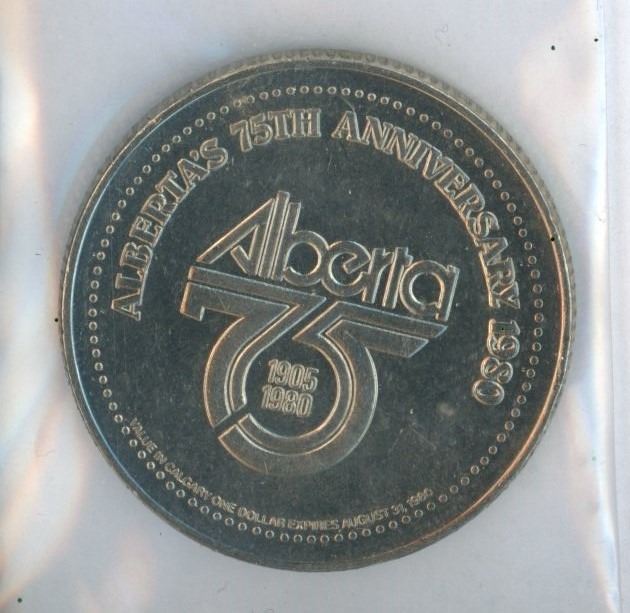 ALBERTA'S 75TH ANNIVERSARY 1980
Alberta
75
1905
1980
VALUE IN CALGARY ONE DOLLAR EXPIRES AUGUST 31, 1980